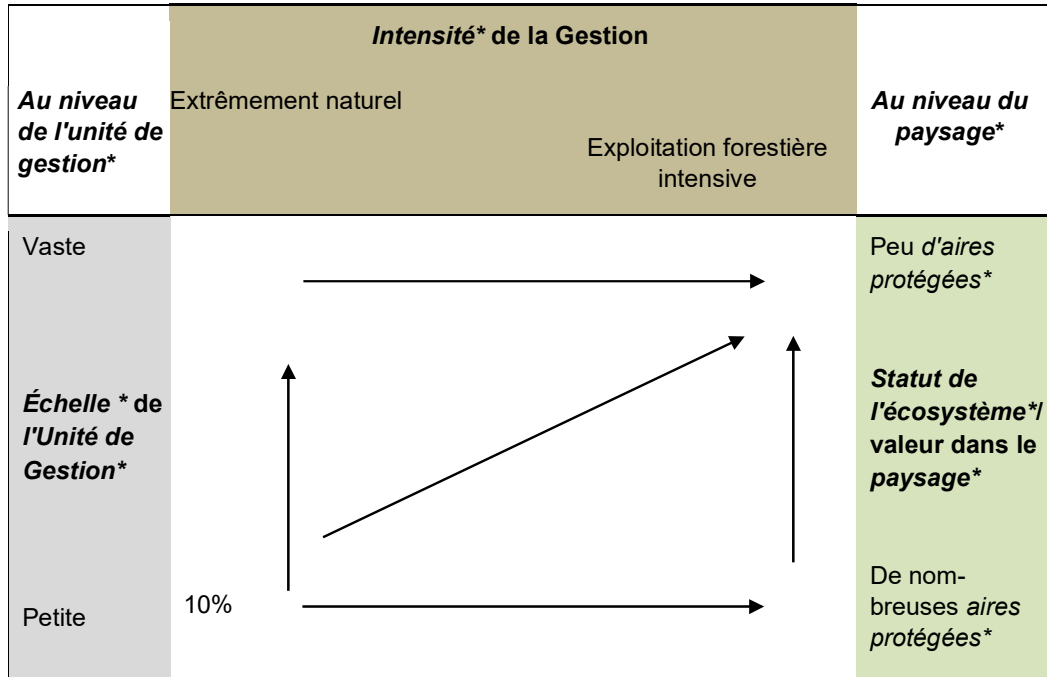 Intensité* de la Gestion
Au niveau
de l'unité de
gestion*
Extrêmement naturel
Exploitation forestière
intensive
Au niveau du
paysage*
Vaste
Peu d'aires
protégées*
Échelle * de
l'Unité de
Gestion*
Statut de
l'écosystème*/
valeur dans le
paysage*
Petite
10%
De nom-
breuses aires
protégées*